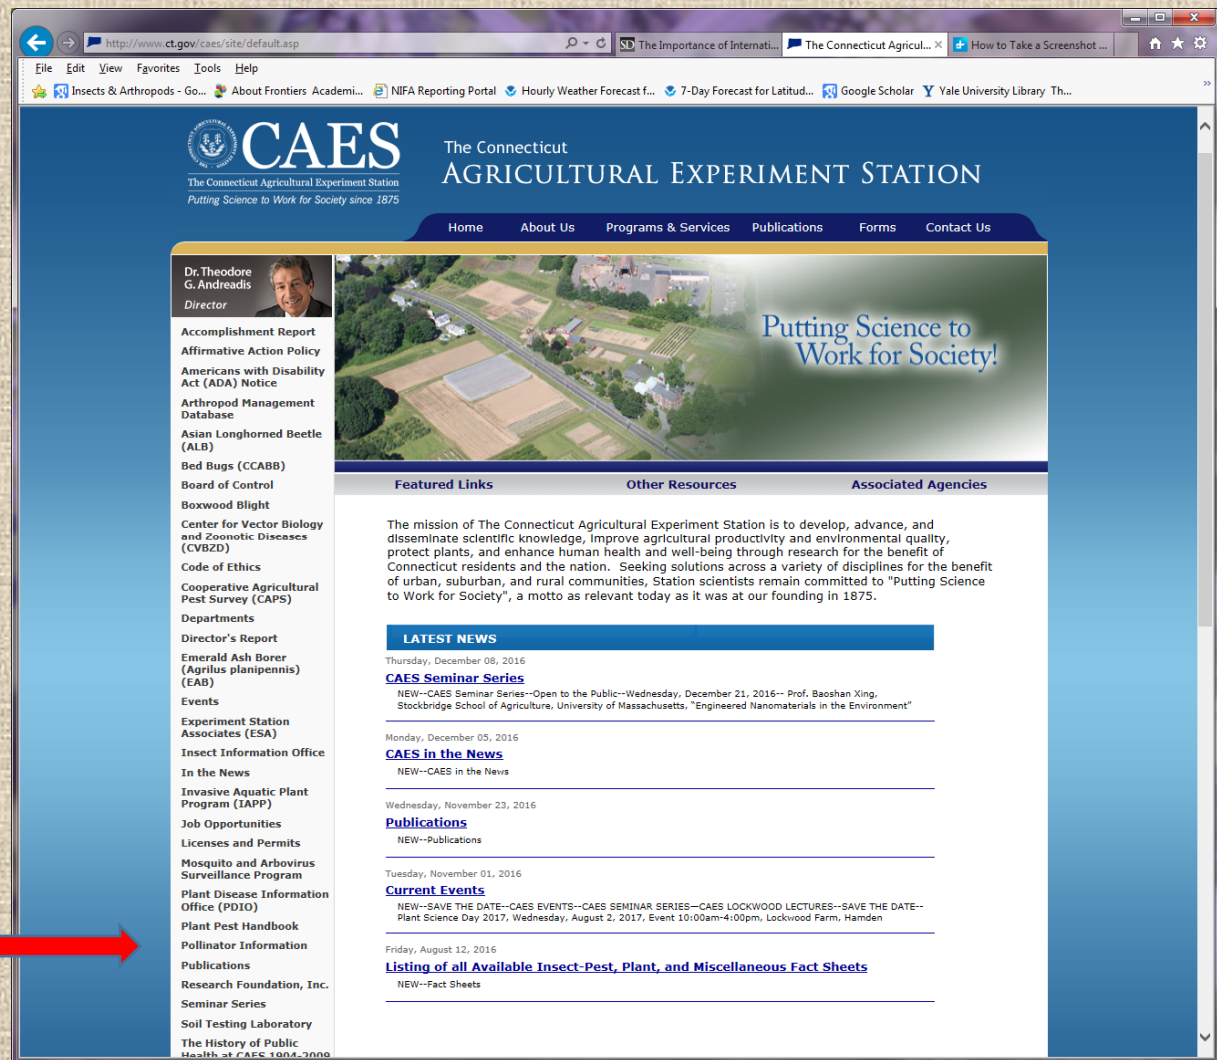 http://www.ct.gov/caes/site/default.asp
SD The Importance of Internati...
The Connecticut Agricul...
How to Take a Screenshot ...
File Edit View Favorites Tools Help
Insects & Arthropods - Go...
About Frontiers Academi...
NIFA Reporting Portal
Hourly Weather Forecast f...
7-Day Forecast for Latitud...
Google Scholar
Y Yale University Library Th...
CAES
The Connecticut Agricultural Experiment Station
Putting Science to Work for Society since 1875
The Connecticut
AGRICULTURAL EXPERIMENT STATION
Home About Us Programs & Services Publications Forms Contact Us
Dr. Theodore
G. Andreadis
Director
Accomplishment Report
Affirmative Action Policy
Americans with Disability
Act (ADA) Notice
Arthropod Management
Database
Asian Longhorned Beetle
(ALB)
Bed Bugs (CCABB)
Board of Control
Boxwood Blight
Center for Vector Biology
and Zoonotic Diseases
(CVBZD)
Code of Ethics
Cooperative Agricultural
Pest Survey (CAPS)
Departments
Director's Report
Emerald Ash Borer
(Agrilus planipennis)
(EAB)
Events
Experiment Station
Associates (ESA)
Insect Information Office
In the News
Invasive Aquatic Plant
Program (IAPP)
Job Opportunities
Licenses and Permits
Mosquito and Arbovirus
Surveillance Program
Plant Disease Information
Office (PDIO)
Plant Pest Handbook
Pollinator Information
Publications
Research Foundation, Inc.
Seminar Series
Soil Testing Laboratory
The History of Public
Health at CAES 1904-2009
Putting Science to
Work for Society!
Featured Links Other Resources Associated Agencies
The mission of The Connecticut Agricultural Experiment Station is to develop, advance, and
disseminate scientific knowledge, improve agricultural productivity and environmental quality,
protect plants, and enhance human health and well-being through research for the benefit of
Connecticut residents and the nation. Seeking solutions across a variety of disciplines for the benefit
of urban, suburban, and rural communities, Station scientists remain committed to "Putting Science
to Work for Society", a motto as relevant today as it was at our founding in 1875.
LATEST NEWS
Thursday, December 08, 2016
CAES Seminar Series
NEW--CAES Seminar Series--Open to the Public--Wednesday, December 21, 2016-- Prof. Baoshan Xing,
Stockbridge School of Agriculture, University of Massachusetts, "Engineered Nanomaterials in the Environment"
Monday, December 05, 2016
CAES in the News
NEW--CAES in the News
Wednesday, November 23, 2016
Publications
NEW--Publications
Tuesday, November 01, 2016
Current Events
NEW--SAVE THE DATE--CAES EVENTS--CAES SEMINAR SERIES—CAES LOCKWOOD LECTURES--SAVE THE DATE--
Plant Science Day 2017, Wednesday, August 2, 2017, Event 10:00am-4:00pm, Lockwood Farm, Hamden
Friday, August 12, 2016
Listing of all Available Insect-Pest, Plant, and Miscellaneous Fact Sheets
NEW--Fact Sheets